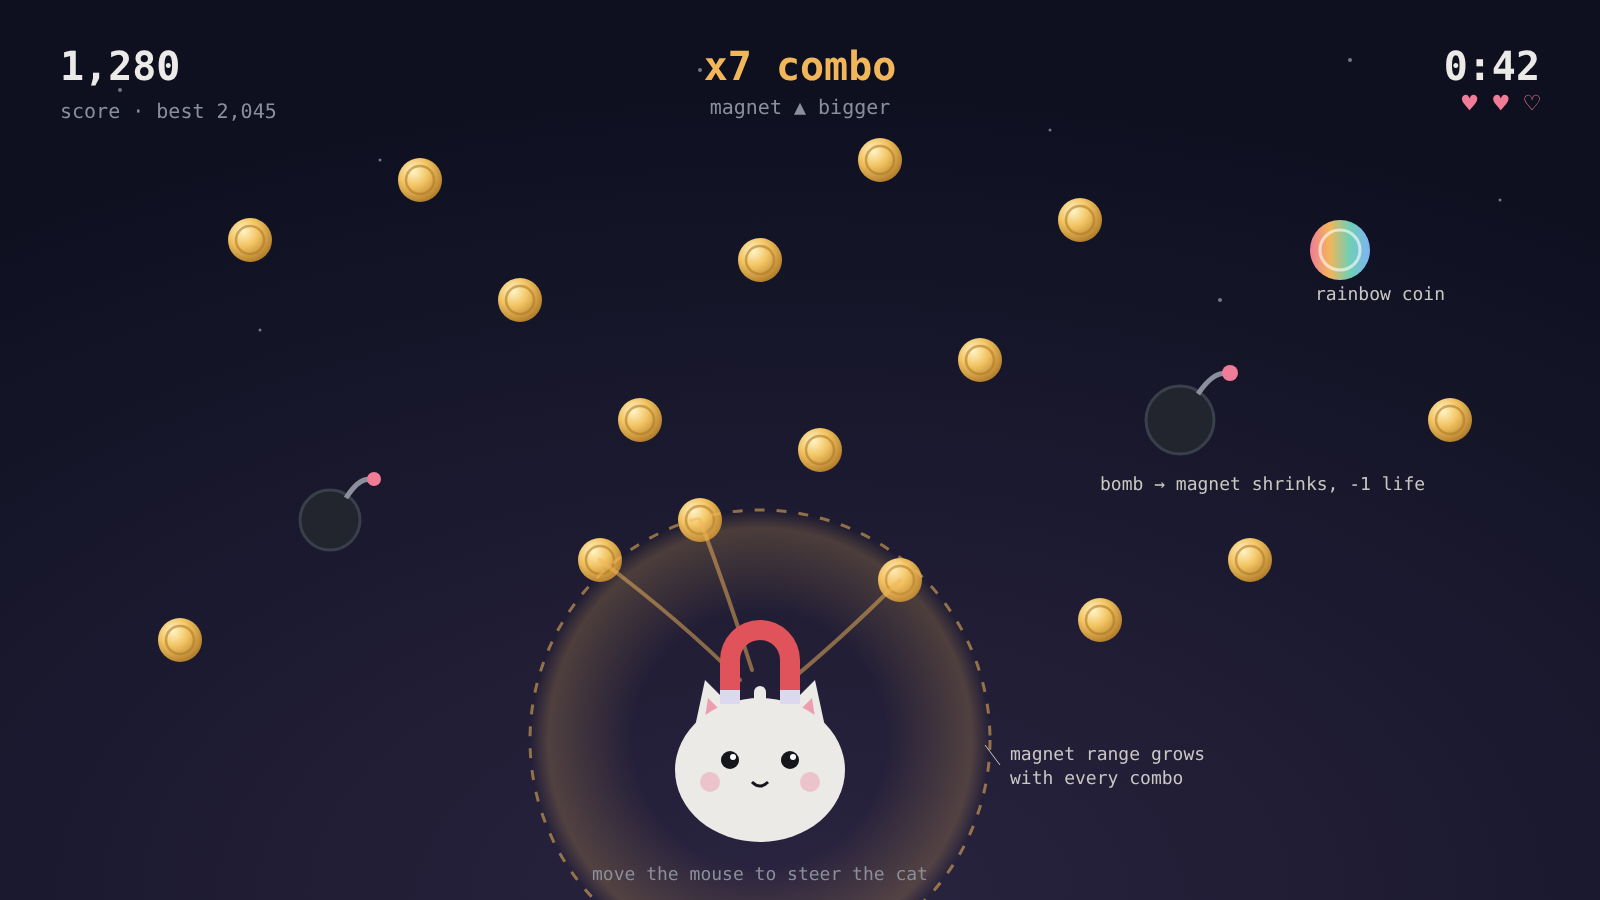 1,280
score · best 2,045
x7 combo
magnet ▲ bigger
0:42
♥ ♥ ♡
rainbow coin
bomb → magnet shrinks, -1 life
magnet range grows
with every combo
move the mouse to steer the cat